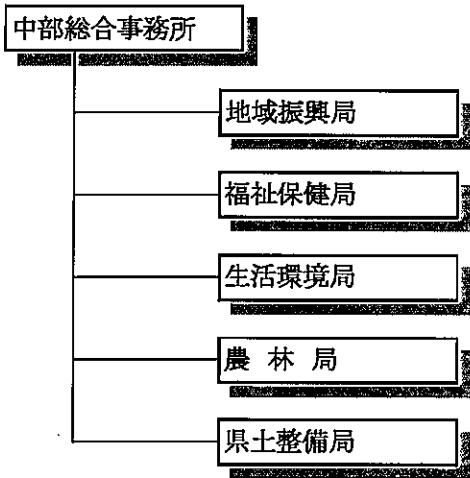 中部総合事務所
地域振興局
福祉保健局
生活環境局
農 林 局
県土整備局